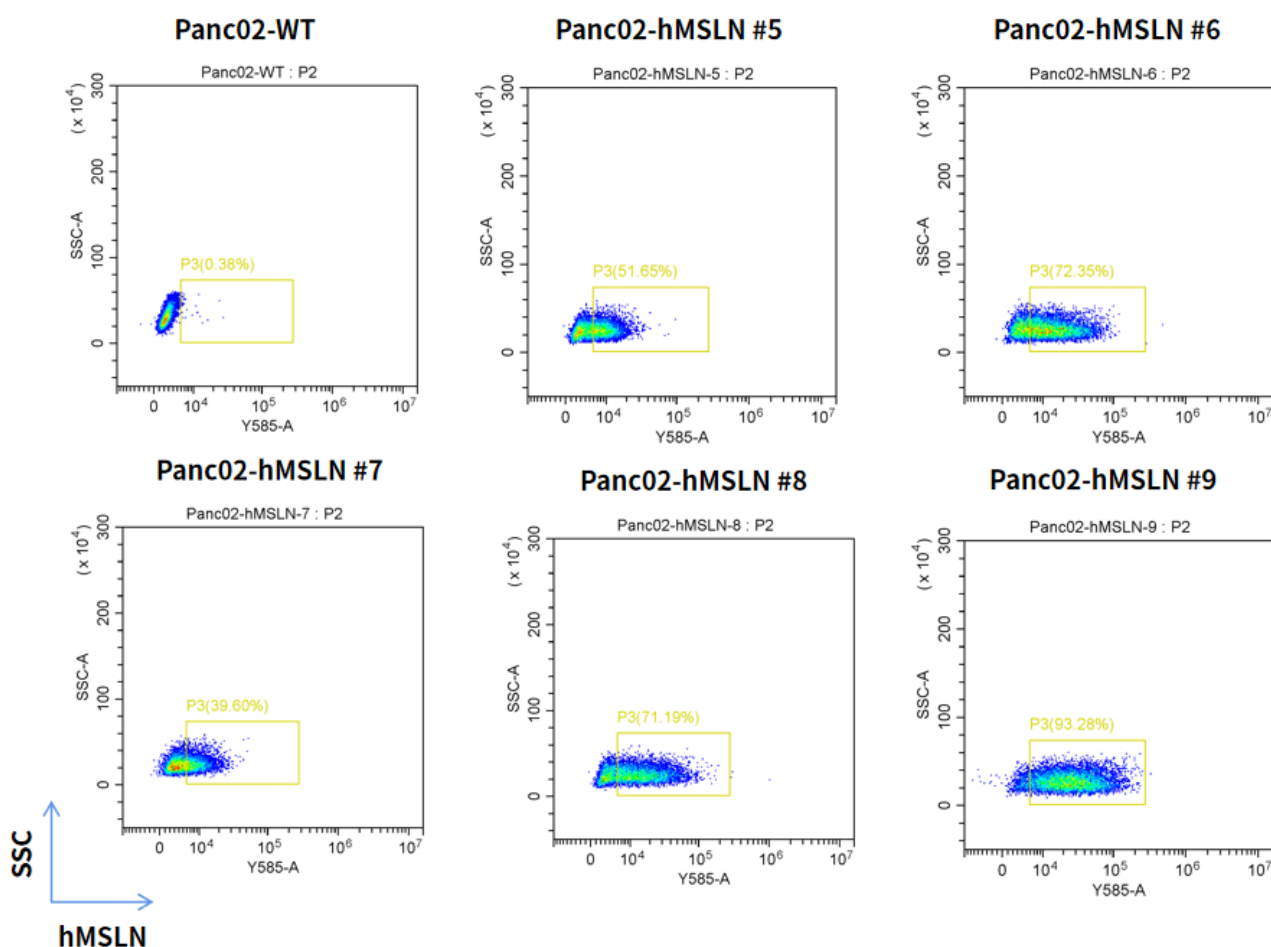 Panc02-WT
Panc02-WT : P2
(x 10⁴)
300
200
100
0
SSC-A
P3(0.38%)
0 10⁴ 10⁵ 10⁶ 10⁷
Y585-A
Panc02-hMSLN #5
Panc02-hMSLN-5 : P2
(x 10⁴)
300
200
100
0
SSC-A
P3(51.65%)
0 10⁴ 10⁵ 10⁶ 10⁷
Y585-A
Panc02-hMSLN #6
Panc02-hMSLN-6 : P2
(x 10⁴)
300
200
100
0
SSC-A
P3(72.35%)
0 10⁴ 10⁵ 10⁶ 10⁷
Y585-A
Panc02-hMSLN #7
Panc02-hMSLN-7 : P2
(x 10⁴)
300
200
100
0
SSC-A
P3(39.60%)
0 10⁴ 10⁵ 10⁶ 10⁷
Y585-A
Panc02-hMSLN #8
Panc02-hMSLN-8 : P2
(x 10⁴)
300
200
100
0
SSC-A
P3(71.19%)
0 10⁴ 10⁵ 10⁶ 10⁷
Y585-A
Panc02-hMSLN #9
Panc02-hMSLN-9 : P2
(x 10⁴)
300
200
100
0
SSC-A
P3(93.28%)
0 10⁴ 10⁵ 10⁶ 10⁷
Y585-A
SSC
hMSLN